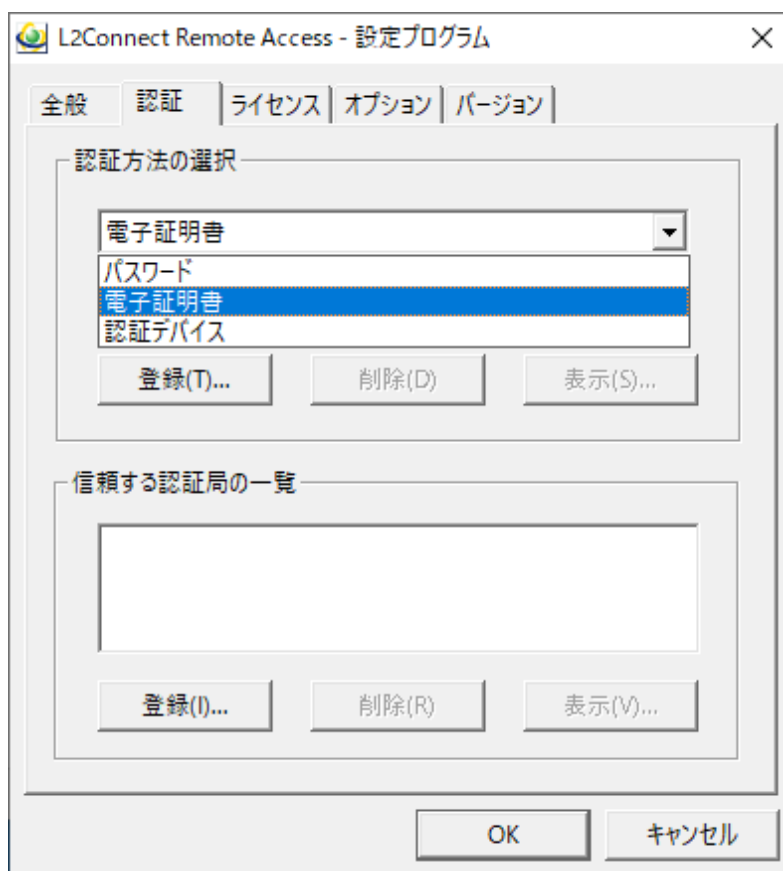 L2Connect Remote Access - 設定プログラム
全般 認証 ライセンス オプション バージョン
認証方法の選択
電子証明書
パスワード
電子証明書
認証デバイス
登録(T)... 削除(D) 表示(S)...
信頼する認証局の一覧
登録(I)... 削除(R) 表示(V)...
OK キャンセル